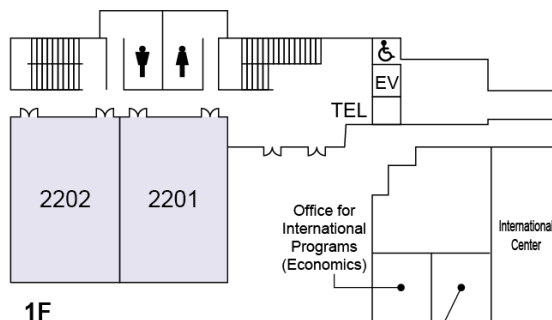 EV
TEL
2202
2201
Office for
International
Programs
(Economics)
International
Center
1F